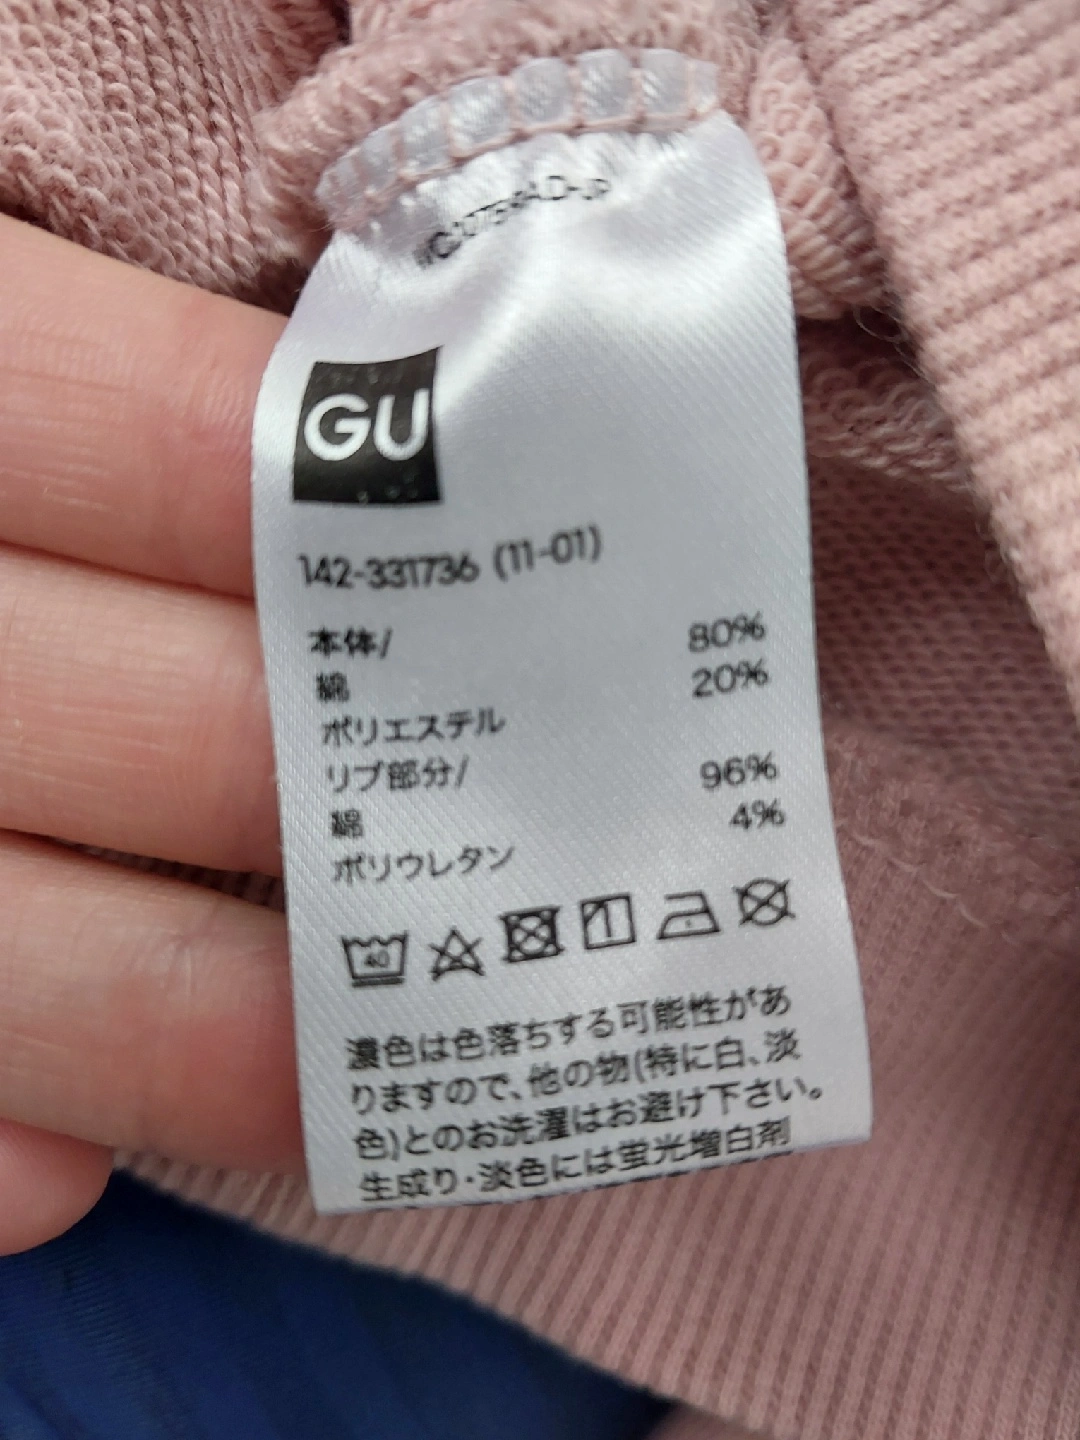 GU
142-331736 (11-01)
本体/ 80%
綿 20%
ポリエステル
リブ部分/ 96%
綿 4%
ポリウレタン
40
濃色は色落ちする可能性があ
りますので、他の物(特に白、淡
色)とのお洗濯はお避け下さい。
生成り・淡色には蛍光増白剤